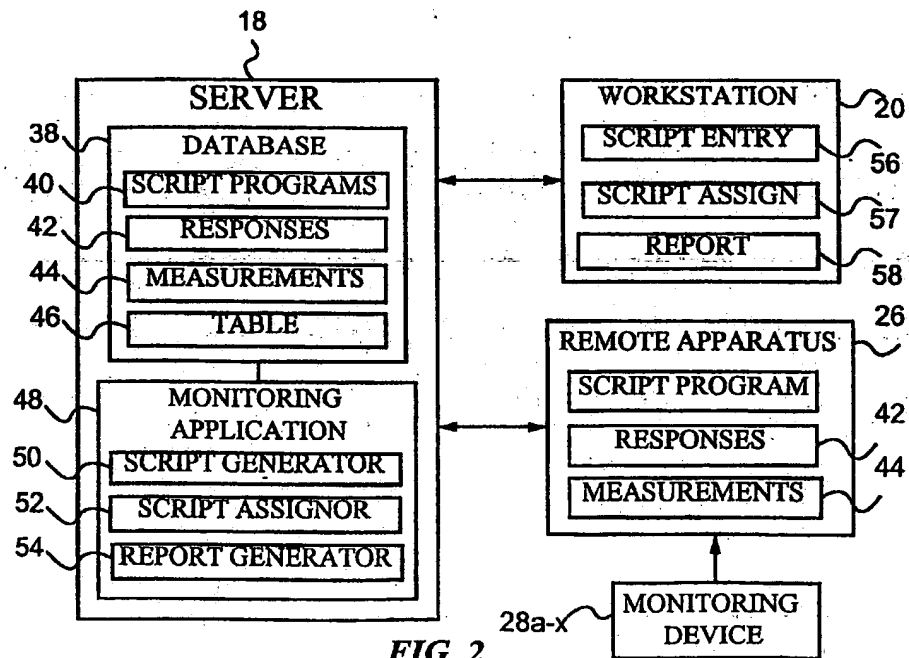 18
SERVER
38
DATABASE
40
SCRIPT PROGRAMS
42
RESPONSES
44
MEASUREMENTS
46
TABLE
48
MONITORING
APPLICATION
50
SCRIPT GENERATOR
52
SCRIPT ASSIGNOR
54
REPORT GENERATOR
WORKSTATION
20
SCRIPT ENTRY
56
SCRIPT ASSIGN
57
REPORT
58
26
REMOTE APPARATUS
SCRIPT PROGRAM
42
RESPONSES
44
MEASUREMENTS
28a-x
MONITORING
DEVICE
FIG. 2